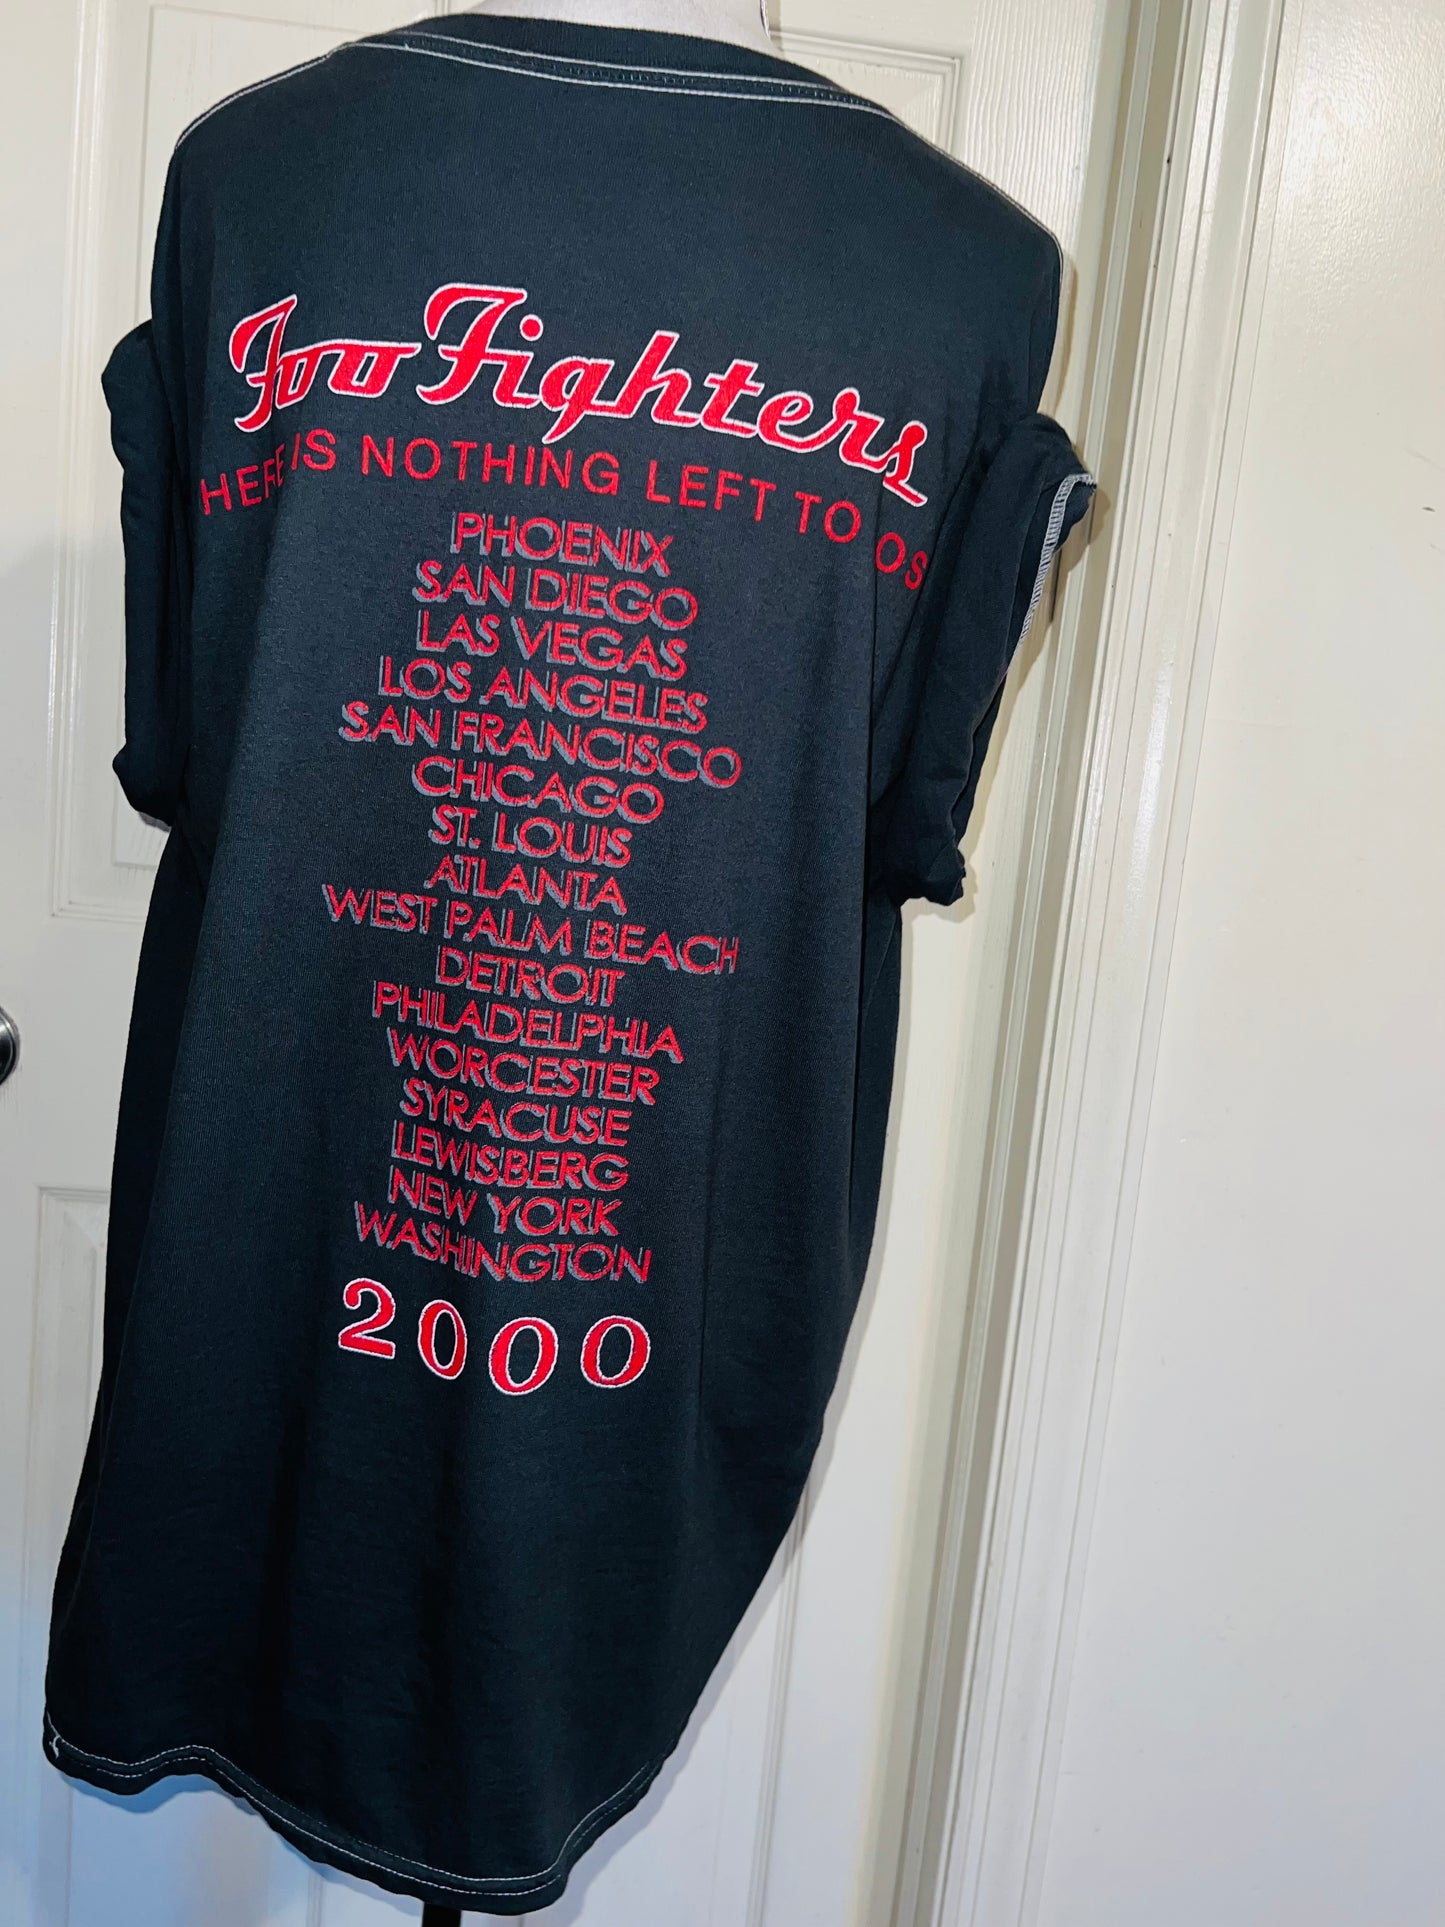 Foo Fighters
HERE IS NOTHING LEFT TO OS
PHOENIX
SAN DIEGO
LAS VEGAS
LOS ANGELES
SAN FRANCISCO
CHICAGO
ST. LOUIS
ATLANTA
WEST PALM BEACH
DETROIT
PHILADELPHIA
WORCESTER
SYRACUSE
LEWISBERG
NEW YORK
WASHINGTON
2000